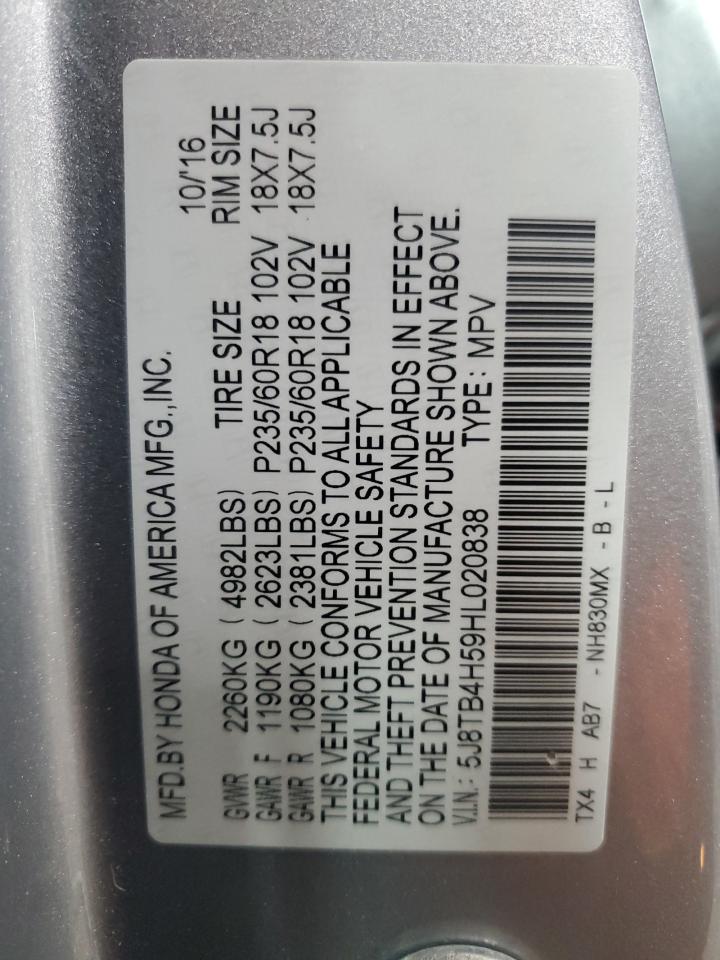 MFD.BY HONDA OF AMERICA MFG.,INC. 10/'16
GVWR 2260KG ( 4982LBS) TIRE SIZE RIM SIZE
GAWR F 1190KG ( 2623LBS) P235/60R18 102V 18X7.5J
GAWR R 1080KG ( 2381LBS) P235/60R18 102V 18X7.5J
THIS VEHICLE CONFORMS TO ALL APPLICABLE
FEDERAL MOTOR VEHICLE SAFETY
AND THEFT PREVENTION STANDARDS IN EFFECT
ON THE DATE OF MANUFACTURE SHOWN ABOVE.
V.I.N.: 5J8TB4H59HL020838 TYPE: MPV
TX4 H AB7 - NH830MX - B - L